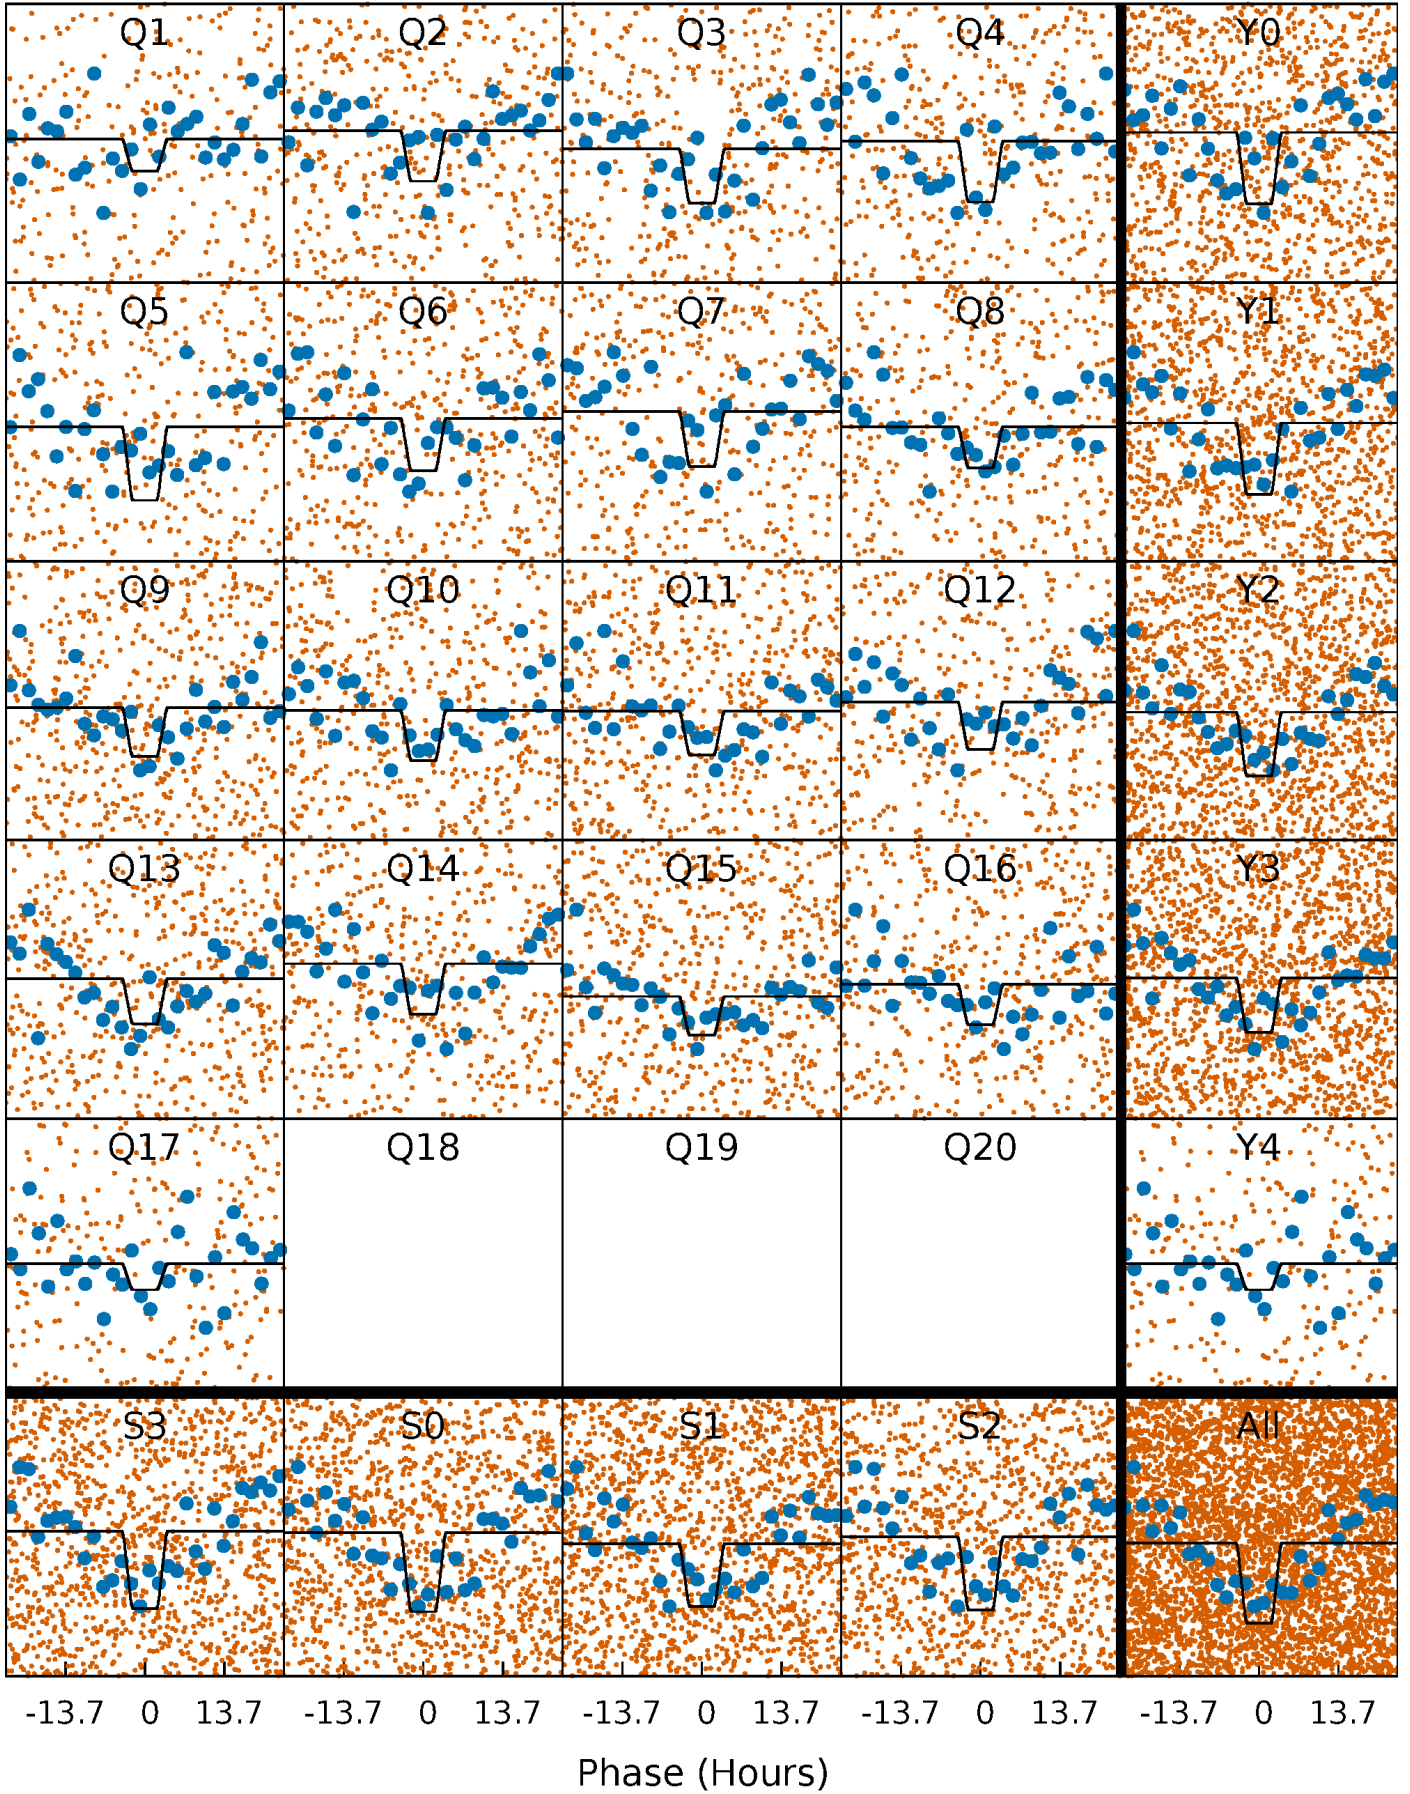 Q1 Q2 Q3 Q4 Y0
Q5 Q6 Q7 Q8 Y1
Q9 Q10 Q11 Q12 Y2
Q13 Q14 Q15 Q16 Y3
Q17 Q18 Q19 Q20 Y4
S3 S0 S1 S2 All
-13.7 0 13.7 -13.7 0 13.7 -13.7 0 13.7 -13.7 0 13.7 -13.7 0 13.7
Phase (Hours)